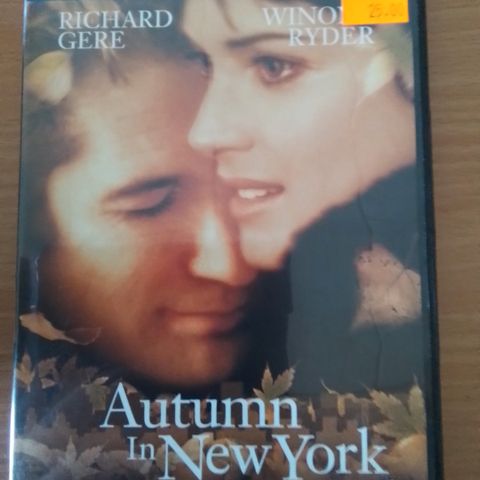 RICHARD
GERE
RYDER
Autumn
In New York